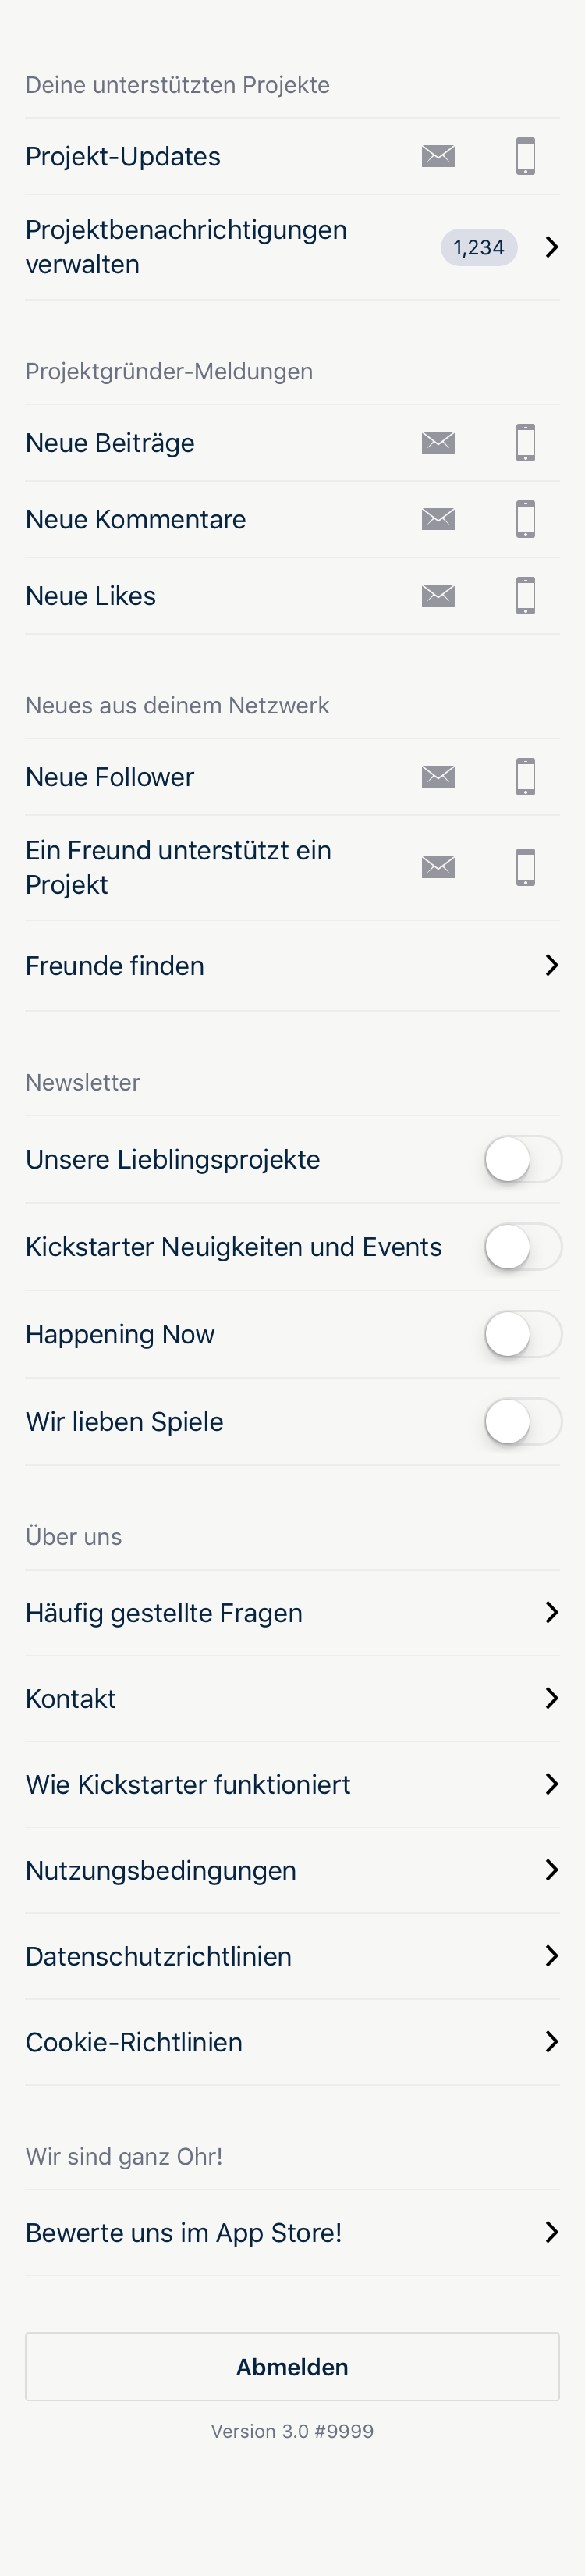 Deine unterstützten Projekte
Projekt-Updates
Projektbenachrichtigungen
verwalten
1,234
Projektgründer-Meldungen
Neue Beiträge
Neue Kommentare
Neue Likes
Neues aus deinem Netzwerk
Neue Follower
Ein Freund unterstützt ein
Projekt
Freunde finden
Newsletter
Unsere Lieblingsprojekte
Kickstarter Neuigkeiten und Events
Happening Now
Wir lieben Spiele
Über uns
Häufig gestellte Fragen
Kontakt
Wie Kickstarter funktioniert
Nutzungsbedingungen
Datenschutzrichtlinien
Cookie-Richtlinien
Wir sind ganz Ohr!
Bewerte uns im App Store!
Abmelden
Version 3.0 #9999